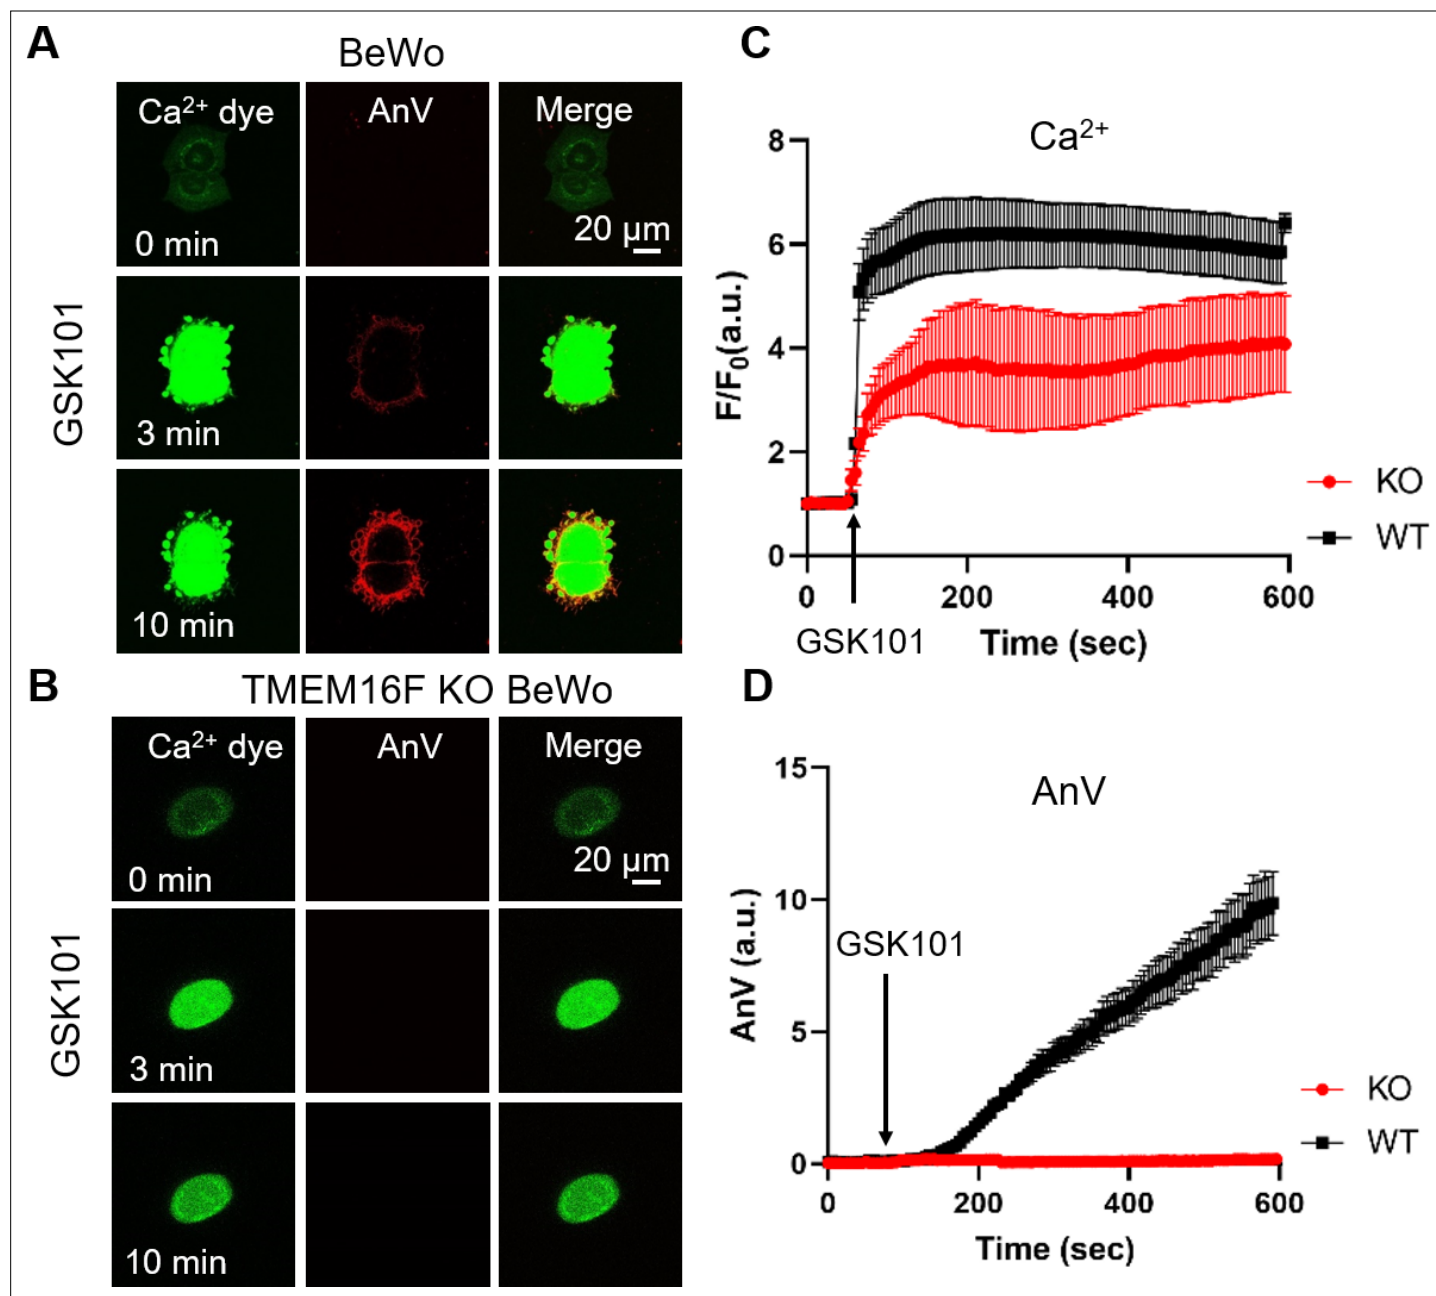 A
BeWo
Ca²⁺ dye
AnV
Merge
0 min
20 µm
GSK101
3 min
10 min
B
TMEM16F KO BeWo
Ca²⁺ dye
AnV
Merge
0 min
20 µm
GSK101
3 min
10 min
C
Ca²⁺
8
6
4
2
0
F/F₀(a.u.)
KO
WT
0
200
400
600
GSK101
Time (sec)
D
AnV
15
10
5
0
AnV (a.u.)
GSK101
KO
WT
0
200
400
600
Time (sec)